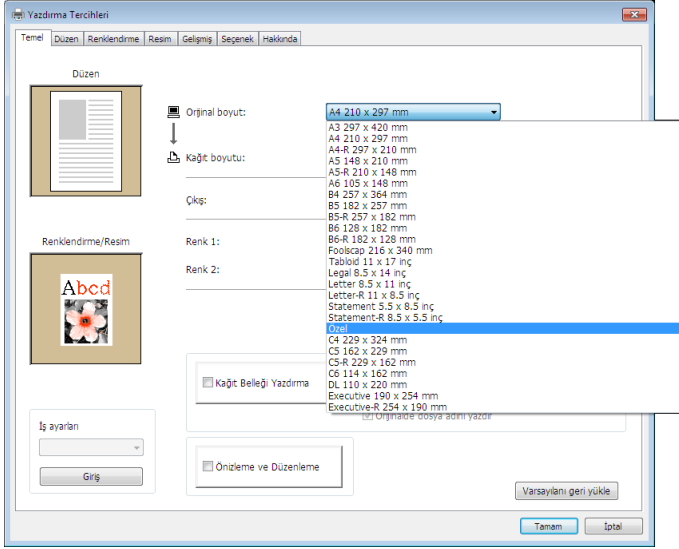 Yazdırma Tercihleri
Temel Düzen Renklendirme Resim Gelişmiş Seçenek Hakkında
Düzen
Orijinal boyut:
A4 210 x 297 mm
A3 297 x 420 mm
A4 210 x 297 mm
A4-R 297 x 210 mm
A5 148 x 210 mm
A5-R 210 x 148 mm
A6 105 x 148 mm
B4 257 x 364 mm
B5 182 x 257 mm
B5-R 257 x 182 mm
B6 128 x 182 mm
B6-R 182 x 128 mm
Foolscap 216 x 340 mm
Tabloid 11 x 17 inç
Legal 8.5 x 14 inç
Letter 8.5 x 11 inç
Letter-R 11 x 8.5 inç
Statement 5.5 x 8.5 inç
Statement-R 8.5 x 5.5 inç
Özel
C4 229 x 324 mm
C5 162 x 229 mm
C5-R 229 x 162 mm
C6 114 x 162 mm
DL 110 x 220 mm
Executive 190 x 254 mm
Executive-R 254 x 190 mm
Kağıt boyutu:
Çıkış:
Renklendirme/Resim
Abcd
Renk 1:
Renk 2:
Kağıt Belleği Yazdırma
Orjinalde dosya adını yazdır
İş ayarları
Giriş
Önizleme ve Düzenleme
Varsayılanı geri yükle
Tamam
İptal